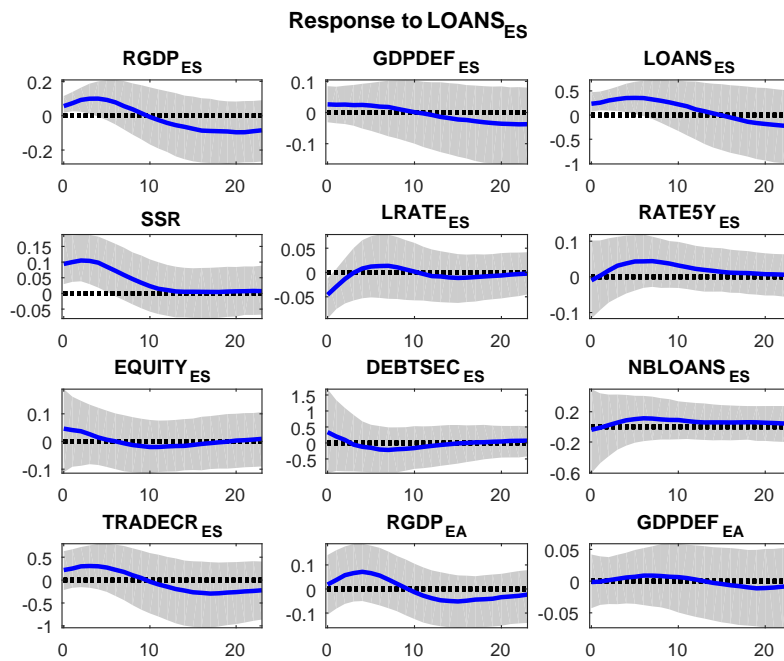 Response to LOANS_ES
RGDP_ES GDPDEF_ES LOANS_ES
0.2 0.1 0.5
0 0 0
-0.2 -0.1 0.5
-1
0 10 20 0 10 20 0 10 20
SSR LRATE_ES RATE5Y_ES
0.15 0.05 0.1
0.1 0 0
0.05 -0.05 -0.1
0
-0.05
0 10 20 0 10 20 0 10 20
EQUITY_ES DEBTSEC_ES NBLOANS_ES
0.1 1.5 0.2
0 0.5 0
-0.1 0 -0.2
-0.5 -0.6
0 10 20 0 10 20 0 10 20
TRADECR_ES RGDP_EA GDPDEF_EA
0.5 0.1 0.05
0 0 0
-0.5 -0.1 -0.05
-1
0 10 20 0 10 20 0 10 20